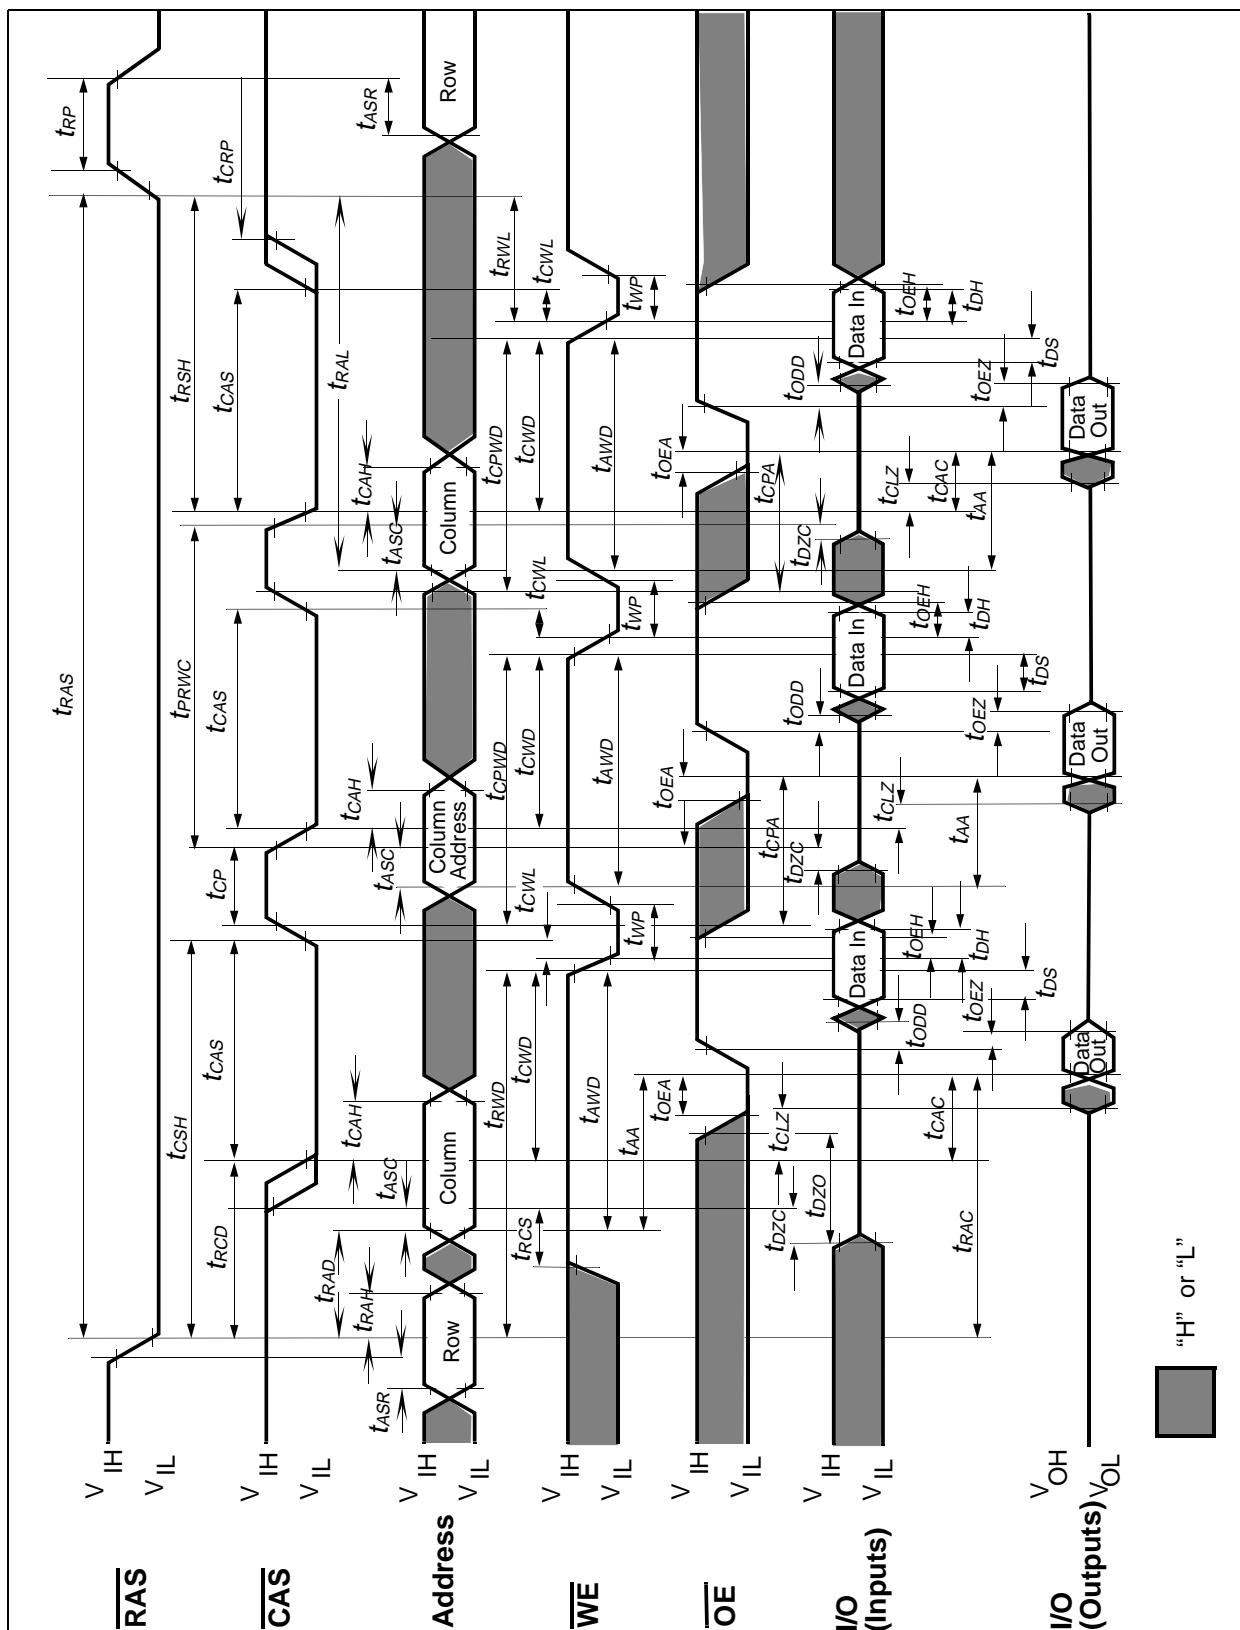 RAS
V IH
V IL
tRAS
tRP
CAS
V IH
V IL
tRCD
tCSH
tCAS
tCP
tPRWC
tCAS
tRSH
tCAS
tCRP
Address
V IH
V IL
tASR
tRAH
tRAD
tASC
tCAH
tASC
tCAH
tASC
tCAH
tRAL
tASR
Row
Column
Column
Address
Column
Row
WE
V IH
V IL
tRCS
tRWD
tCWD
tAWD
tAA
tCWL
tWP
tCPWD
tCWD
tAWD
tCWL
tWP
tCPWD
tCWD
tAWD
tRWL
tCWL
tWP
OE
V IH
V IL
tOEA
tCPA
tOEA
tCPA
tOEA
I/O
(Inputs)
V IH
V IL
tDZC
tDZO
tCLZ
tODD
Data In
tOEH
tDH
tDS
tDZC
tODD
Data In
tOEH
tDH
tDS
tDZC
tODD
Data In
tOEH
tDH
tDS
I/O
(Outputs)
VOH
VOL
tRAC
tCAC
tOEZ
Data
Out
tAA
tCLZ
tOEZ
Data
Out
tAA
tCAC
tCLZ
tOEZ
Data
Out
“H” or “L”